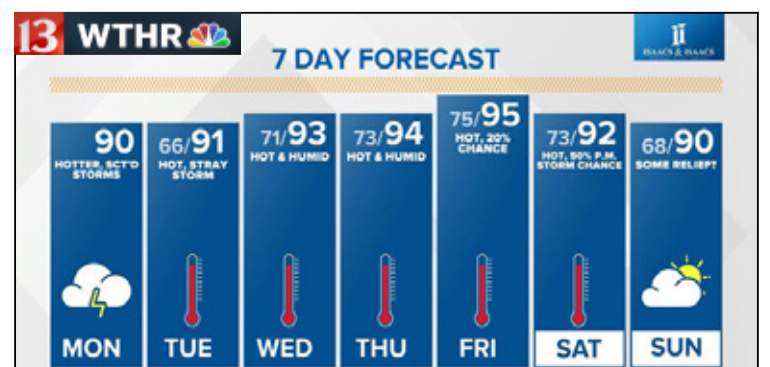 13 WTHR
7 DAY FORECAST
ISAACS & ISAACS
90
HOTTER, SCT'D
STORMS
MON
66/91
HOT, STRAY
STORM
TUE
71/93
HOT & HUMID
WED
73/94
HOT & HUMID
THU
75/95
HOT, 20%
CHANCE
FRI
73/92
HOT, 50% P.M.
STORM CHANCE
SAT
68/90
SOME RELIEF?
SUN